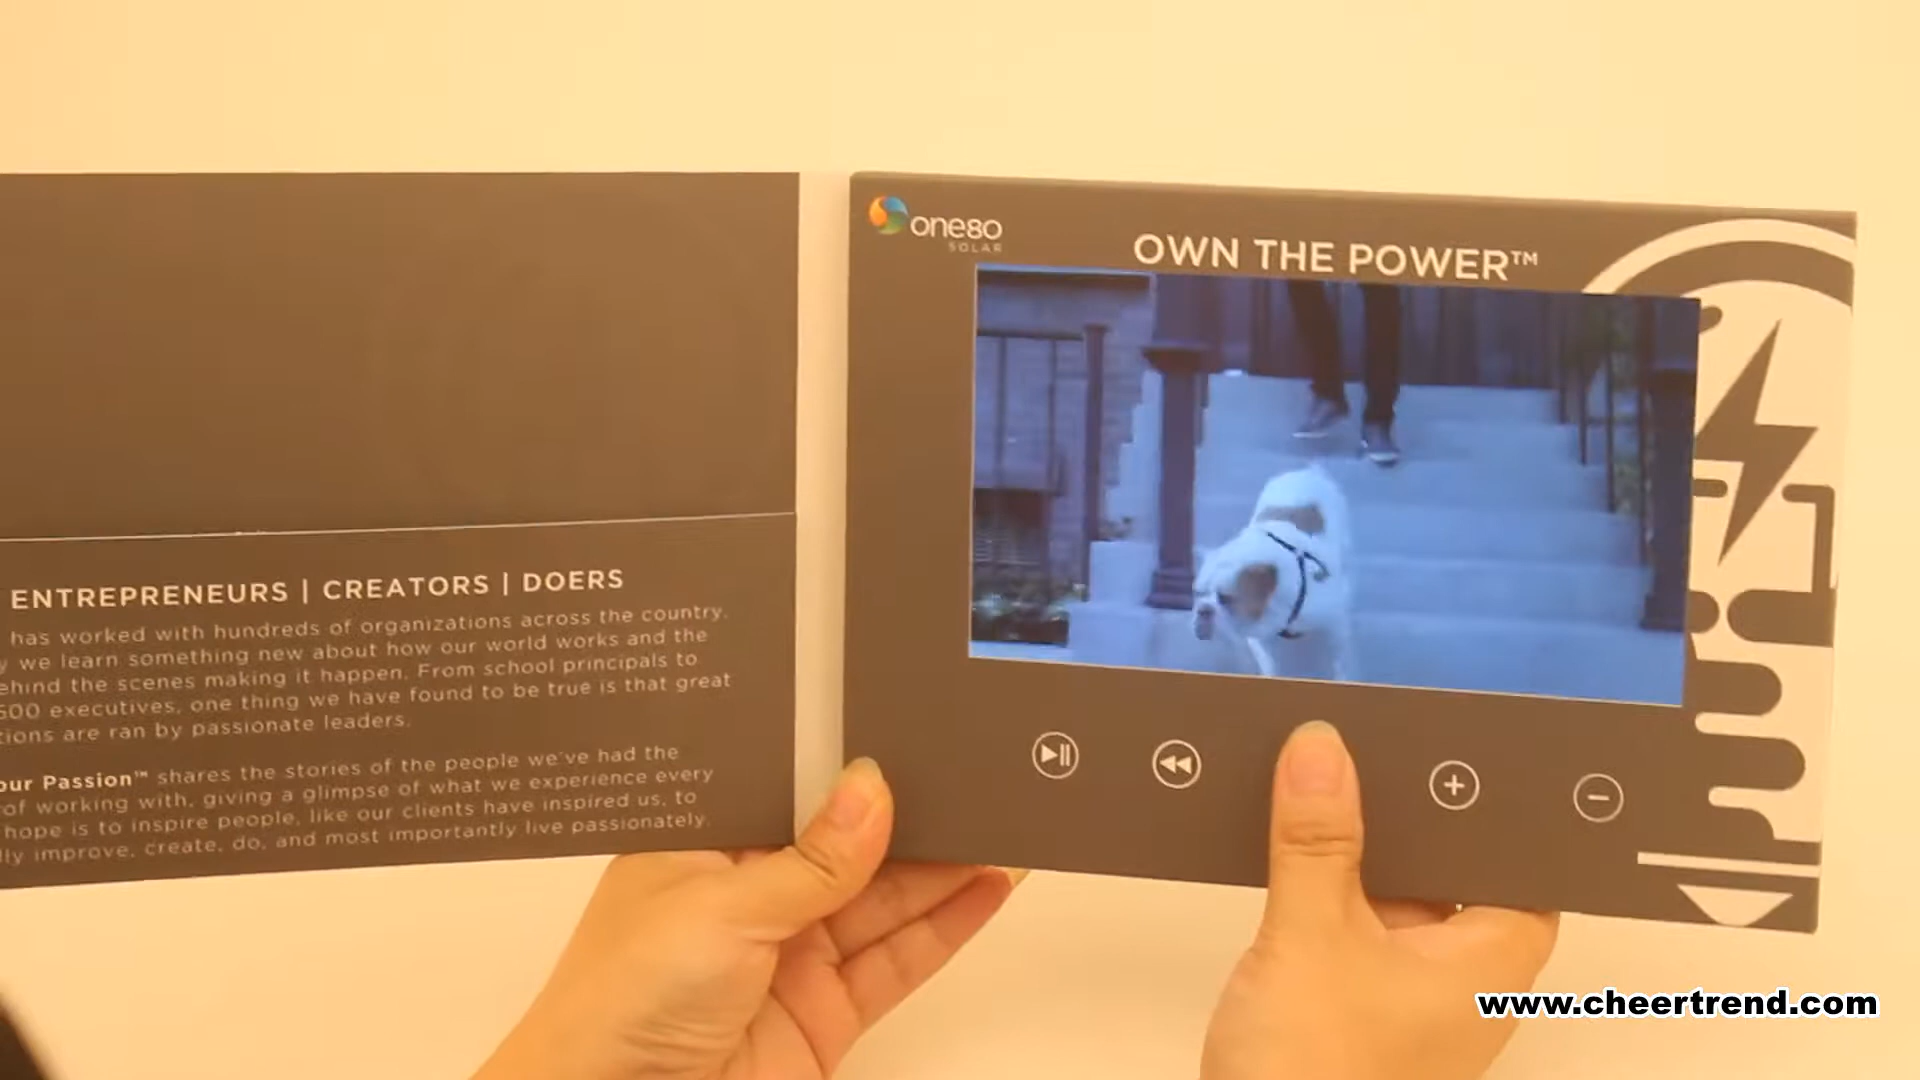 one80
SOLAR
OWN THE POWER™
ENTREPRENEURS | CREATORS | DOERS
has worked with hundreds of organizations across the country.
we learn something new about how our world works and the
the scenes making it happen. From school principals to
500 executives, one thing we have found to be true is that great
are ran by passionate leaders.
our Passion™ shares the stories of the people we've had the
of working with, giving a glimpse of what we experience every
hope is to inspire people, like our clients have inspired us, to
improve, create, do, and most importantly live passionately.
www.cheertrend.com